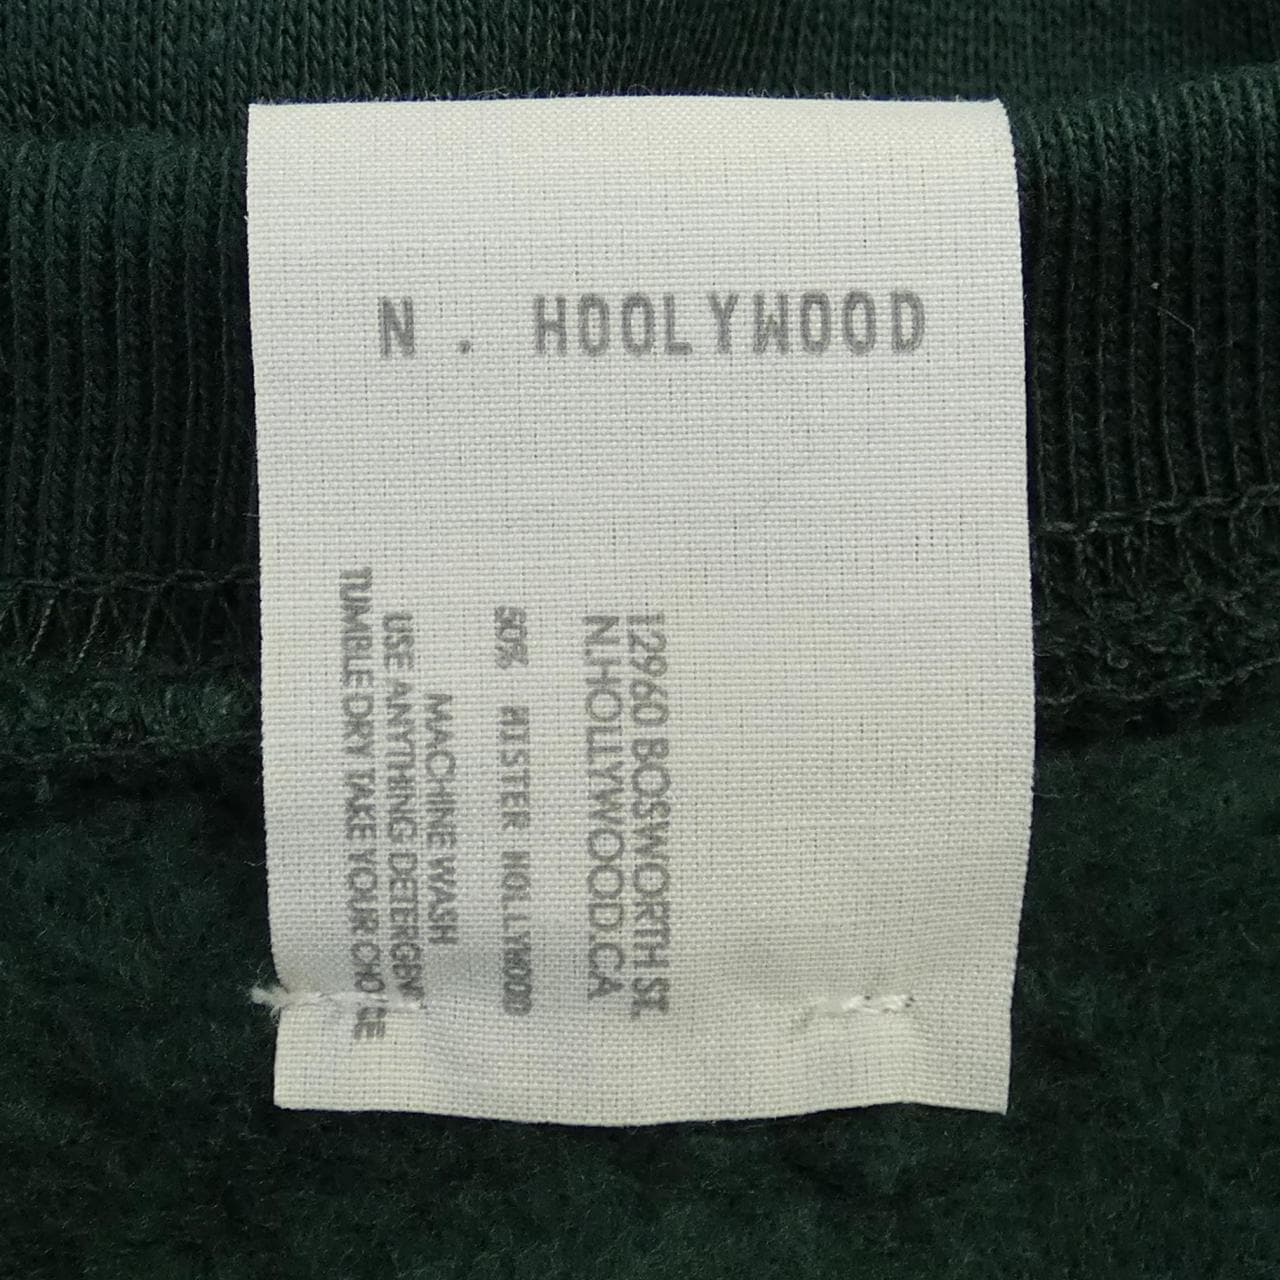 N. HOOLYWOOD
12960 BOSWORTH ST.
N.HOLLYWOOD.CA
50% MISTER HOLLYWOOD
MACHINE WASH
USE ANYTHING DETERGENT
TUMBLE DRY TAKE YOUR CHOICE